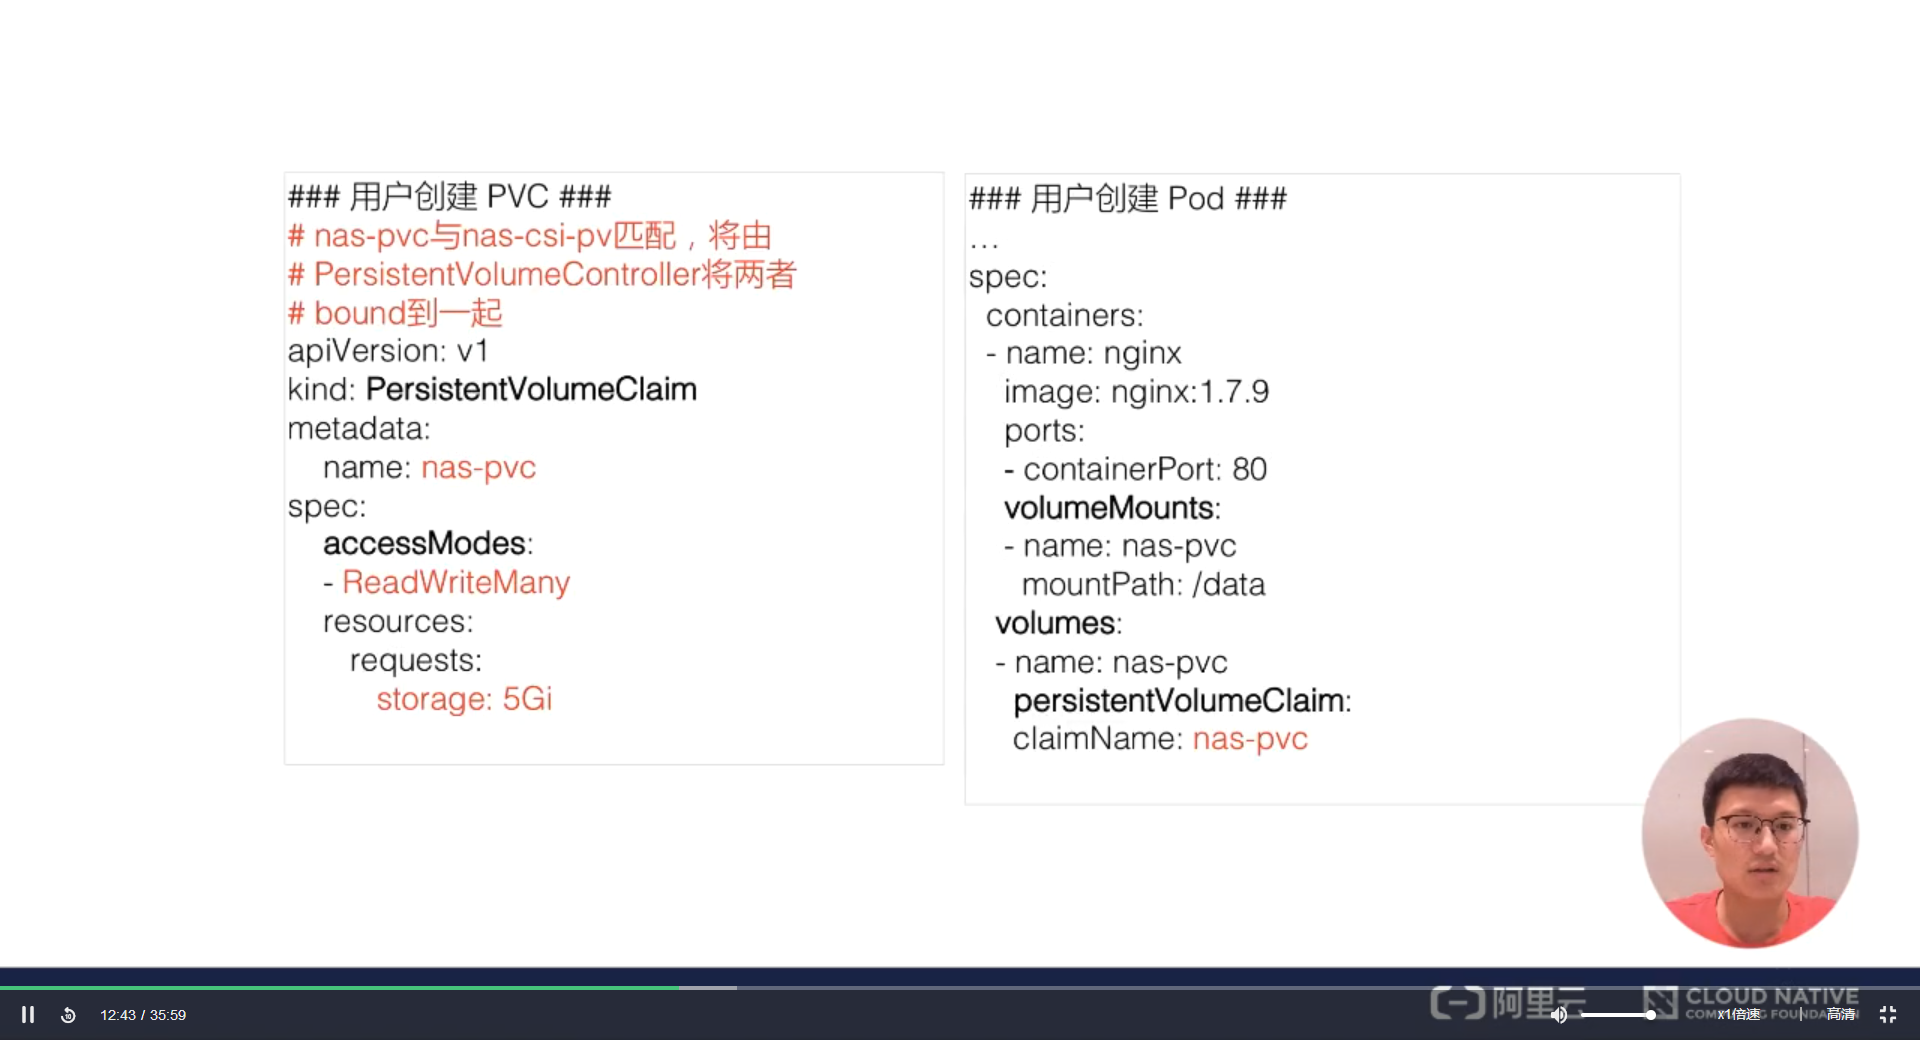 ### 用户创建 PVC ###
# nas-pvc与nas-csi-pv匹配，将由
# PersistentVolumeController将两者
# bound到一起
apiVersion: v1
kind: PersistentVolumeClaim
metadata:
name: nas-pvc
spec:
accessModes:
- ReadWriteMany
resources:
requests:
storage: 5Gi
### 用户创建 Pod ###
...
spec:
containers:
- name: nginx
image: nginx:1.7.9
ports:
- containerPort: 80
volumeMounts:
- name: nas-pvc
mountPath: /data
volumes:
- name: nas-pvc
persistentVolumeClaim:
claimName: nas-pvc
12:43 / 35:59
阿里云
CLOUD NATIVE
x1倍速
高清